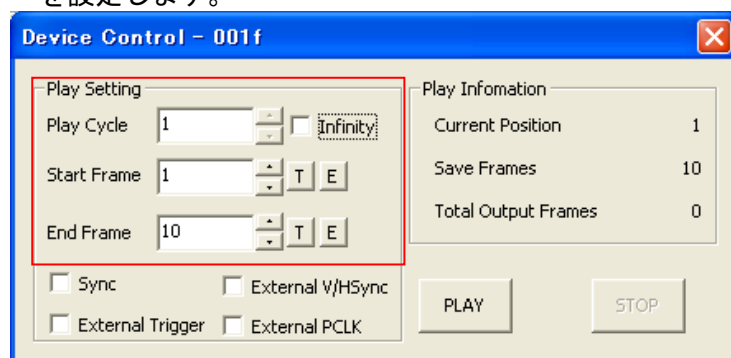 を設定します。
Device Control - 001f
Play Setting
Play Cycle 1 Infinity
Start Frame 1 T E
End Frame 10 T E
Sync External V/HSync
External Trigger External PCLK
Play Infomation
Current Position 1
Save Frames 10
Total Output Frames 0
PLAY STOP